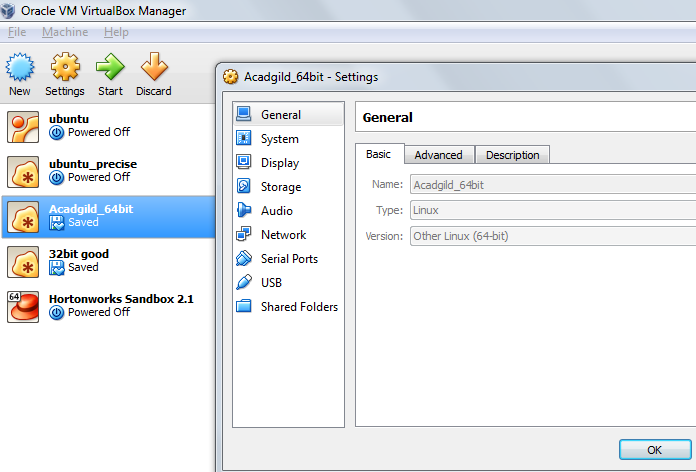 Oracle VM VirtualBox Manager
File Machine Help
New Settings Start Discard
ubuntu
Powered Off
ubuntu_precise
Powered Off
Acadgild_64bit
Saved
32bit good
Saved
64
Hortonworks Sandbox 2.1
Powered Off
Acadgild_64bit - Settings
General
System
Display
Storage
Audio
Network
Serial Ports
USB
Shared Folders
General
Basic Advanced Description
Name: Acadgild_64bit
Type: Linux
Version: Other Linux (64-bit)
OK